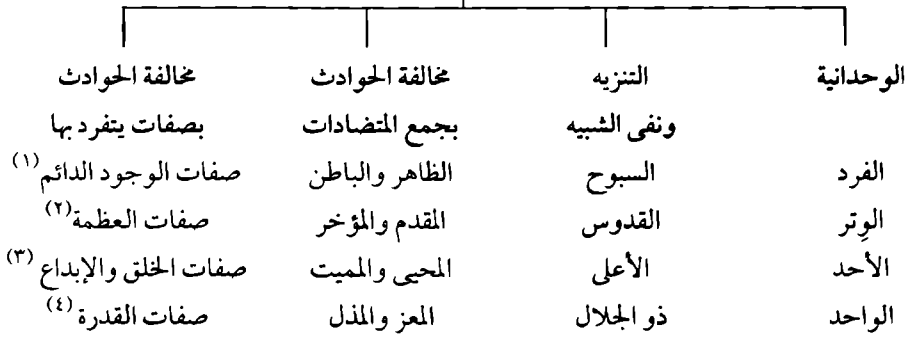 الوحدانية التنزيه مخالفة الحوادث مخالفة الحوادث
ونفى الشبيه بجمع المتضادات بصفات يتفرد بها
الفرد السبوح الظاهر والباطن صفات الوجود الدائم (١)
الوِتر القدوس المقدم والمؤخر صفات العظمة (٢)
الأحد الأعلى المحيى والمميت صفات الخلق والإبداع (٣)
الواحد ذو الجلال المعز والمذل صفات القدرة (٤)